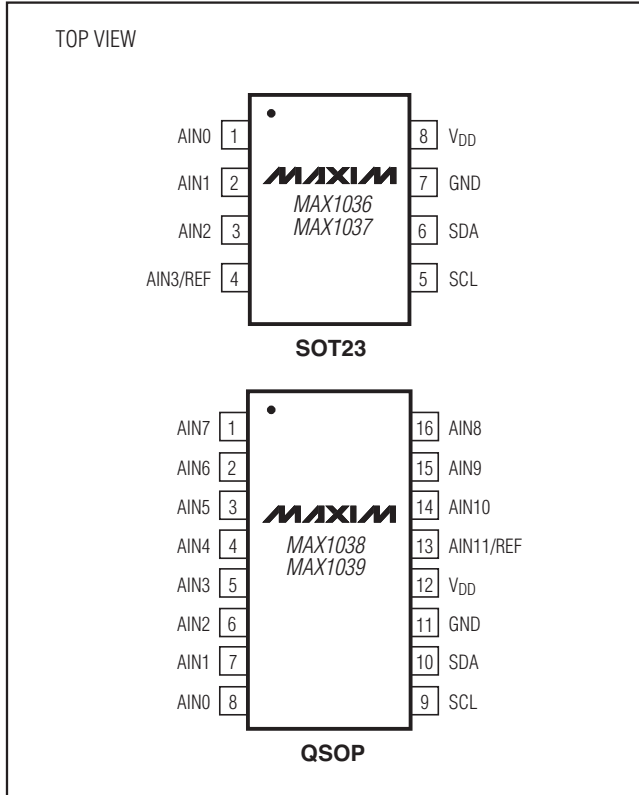 TOP VIEW
AIN0 1 8 VDD
AIN1 2 MAXIM 7 GND
MAX1036
AIN2 3 MAX1037 6 SDA
AIN3/REF 4 5 SCL
SOT23
AIN7 1 16 AIN8
AIN6 2 15 AIN9
AIN5 3 MAXIM 14 AIN10
AIN4 4 MAX1038 13 AIN11/REF
MAX1039
AIN3 5 12 VDD
AIN2 6 11 GND
AIN1 7 10 SDA
AIN0 8 9 SCL
QSOP